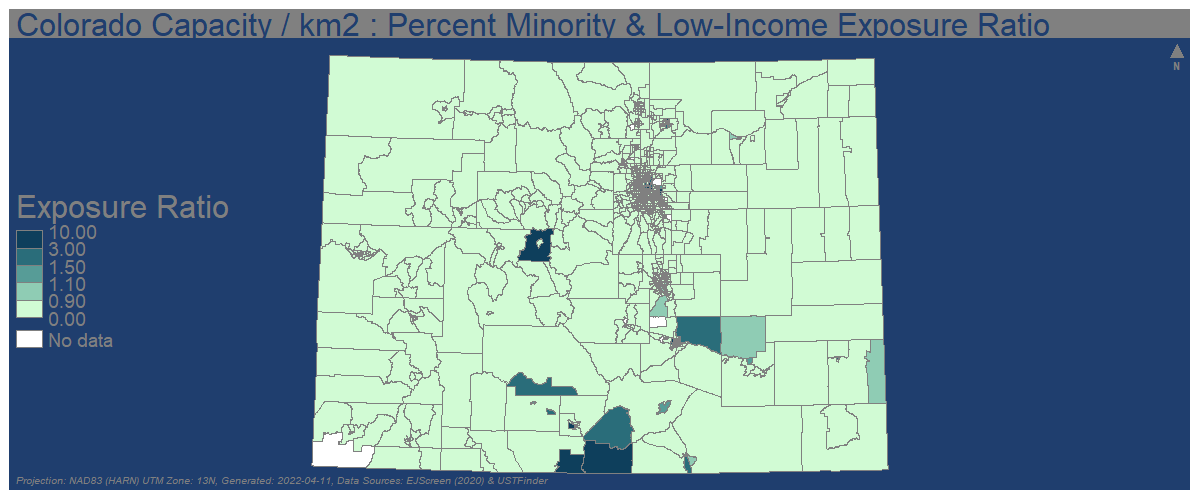 Colorado Capacity / km2 : Percent Minority & Low-Income Exposure Ratio
N
Exposure Ratio
10.00
3.00
1.50
1.10
0.90
0.00
No data
Projection: NAD83 (HARN) UTM Zone: 13N, Generated: 2022-04-11, Data Sources: EJScreen (2020) & USTFinder